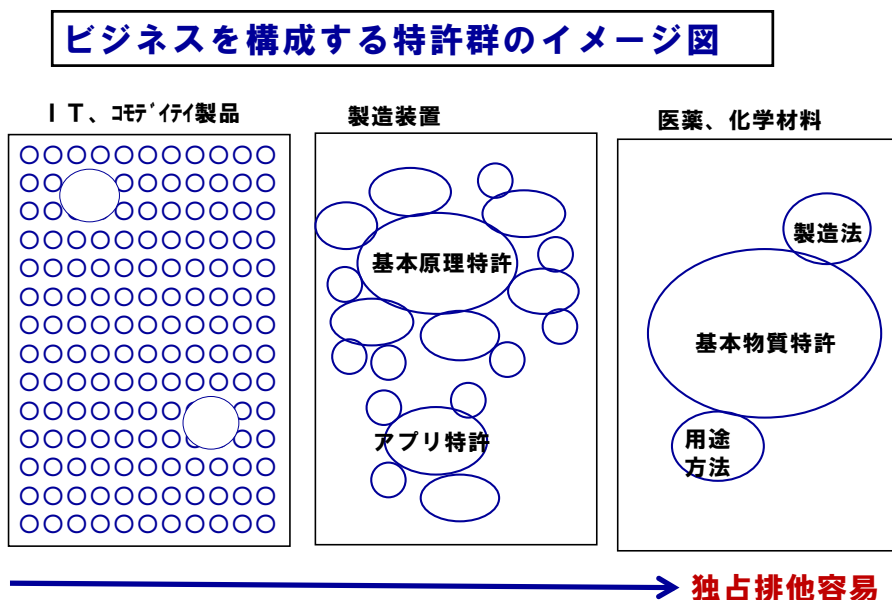 ビジネスを構成する特許群のイメージ図
ＩＴ、ｺﾓﾃﾞｲﾃｲ製品
製造装置
医薬、化学材料
基本原理特許
アプリ特許
製造法
基本物質特許
用途
方法
独占排他容易